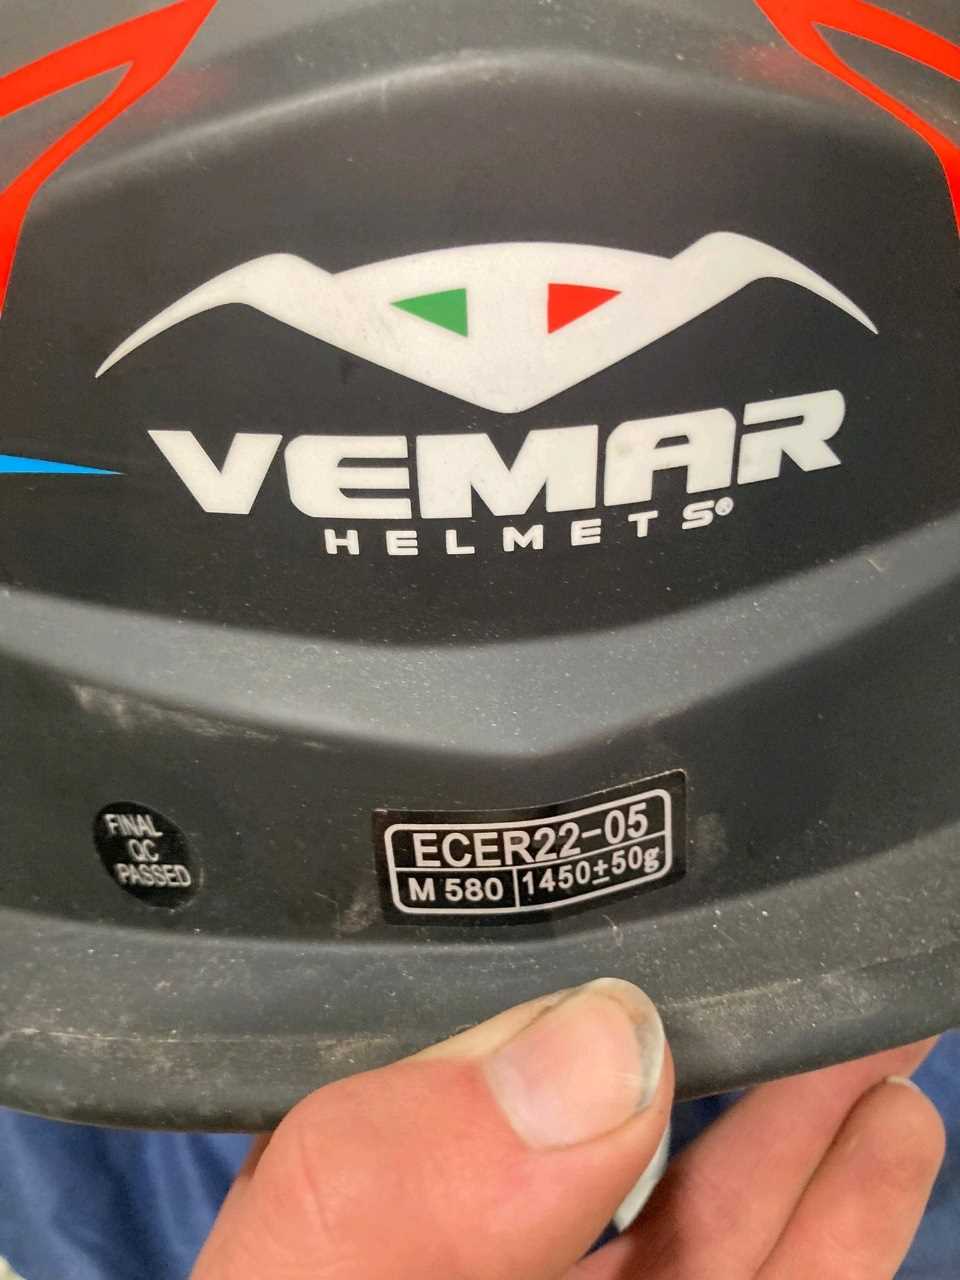 VEMAR
HELMETS®
FINAL
QC
PASSED
ECER22-05
M 580
1450±50g